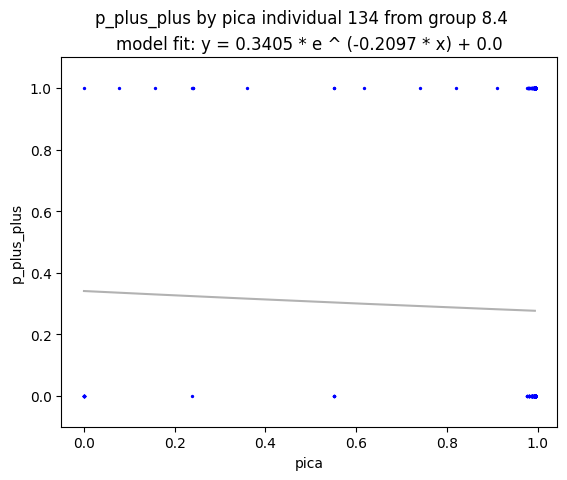 p_plus_plus by pica individual 134 from group 8.4
model fit: y = 0.3405 * e ^ (-0.2097 * x) + 0.0
1.0
0.8
0.6
0.4
0.2
0.0
p_plus_plus
0.0 0.2 0.4 0.6 0.8 1.0
pica